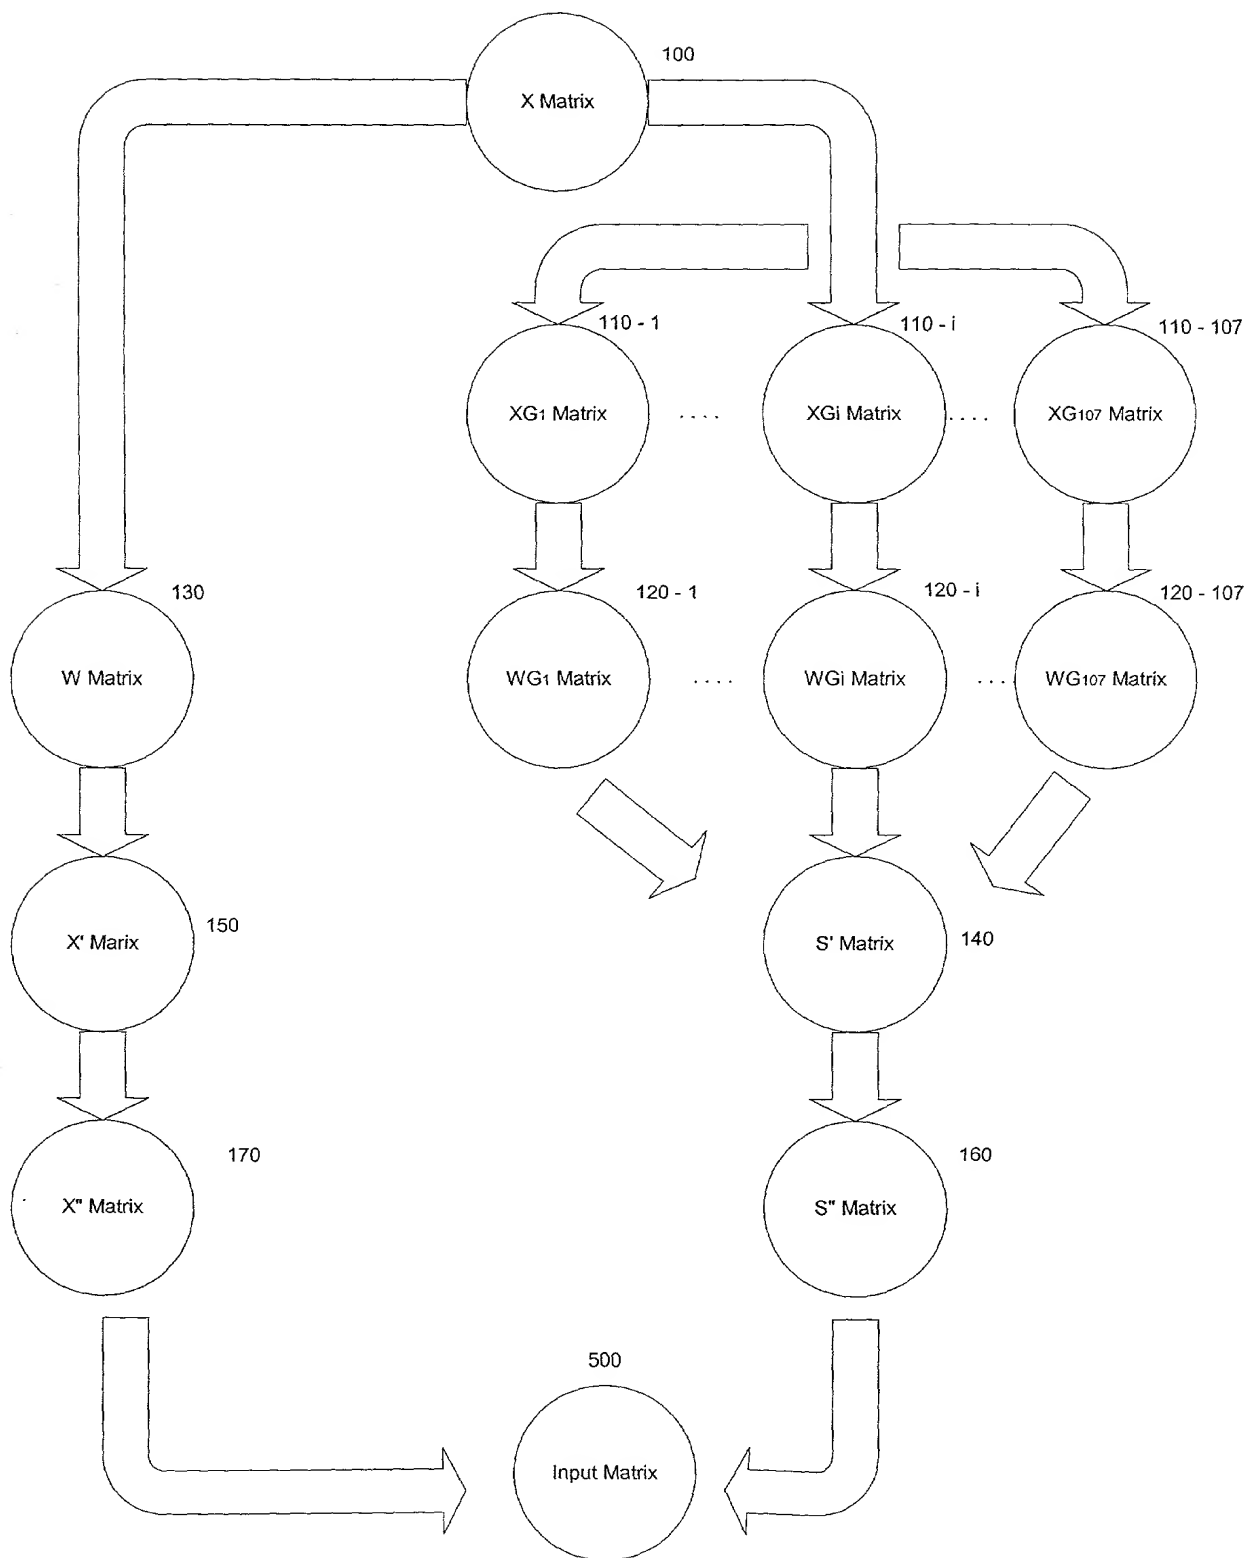 100
X Matrix
110 - 1
110 - i
110 - 107
XG1 Matrix
....
XGi Matrix
....
XG107 Matrix
130
120 - 1
120 - i
120 - 107
W Matrix
WG1 Matrix
....
WGi Matrix
....
WG107 Matrix
150
X' Marix
S' Matrix
140
170
160
X" Matrix
S" Matrix
500
Input Matrix